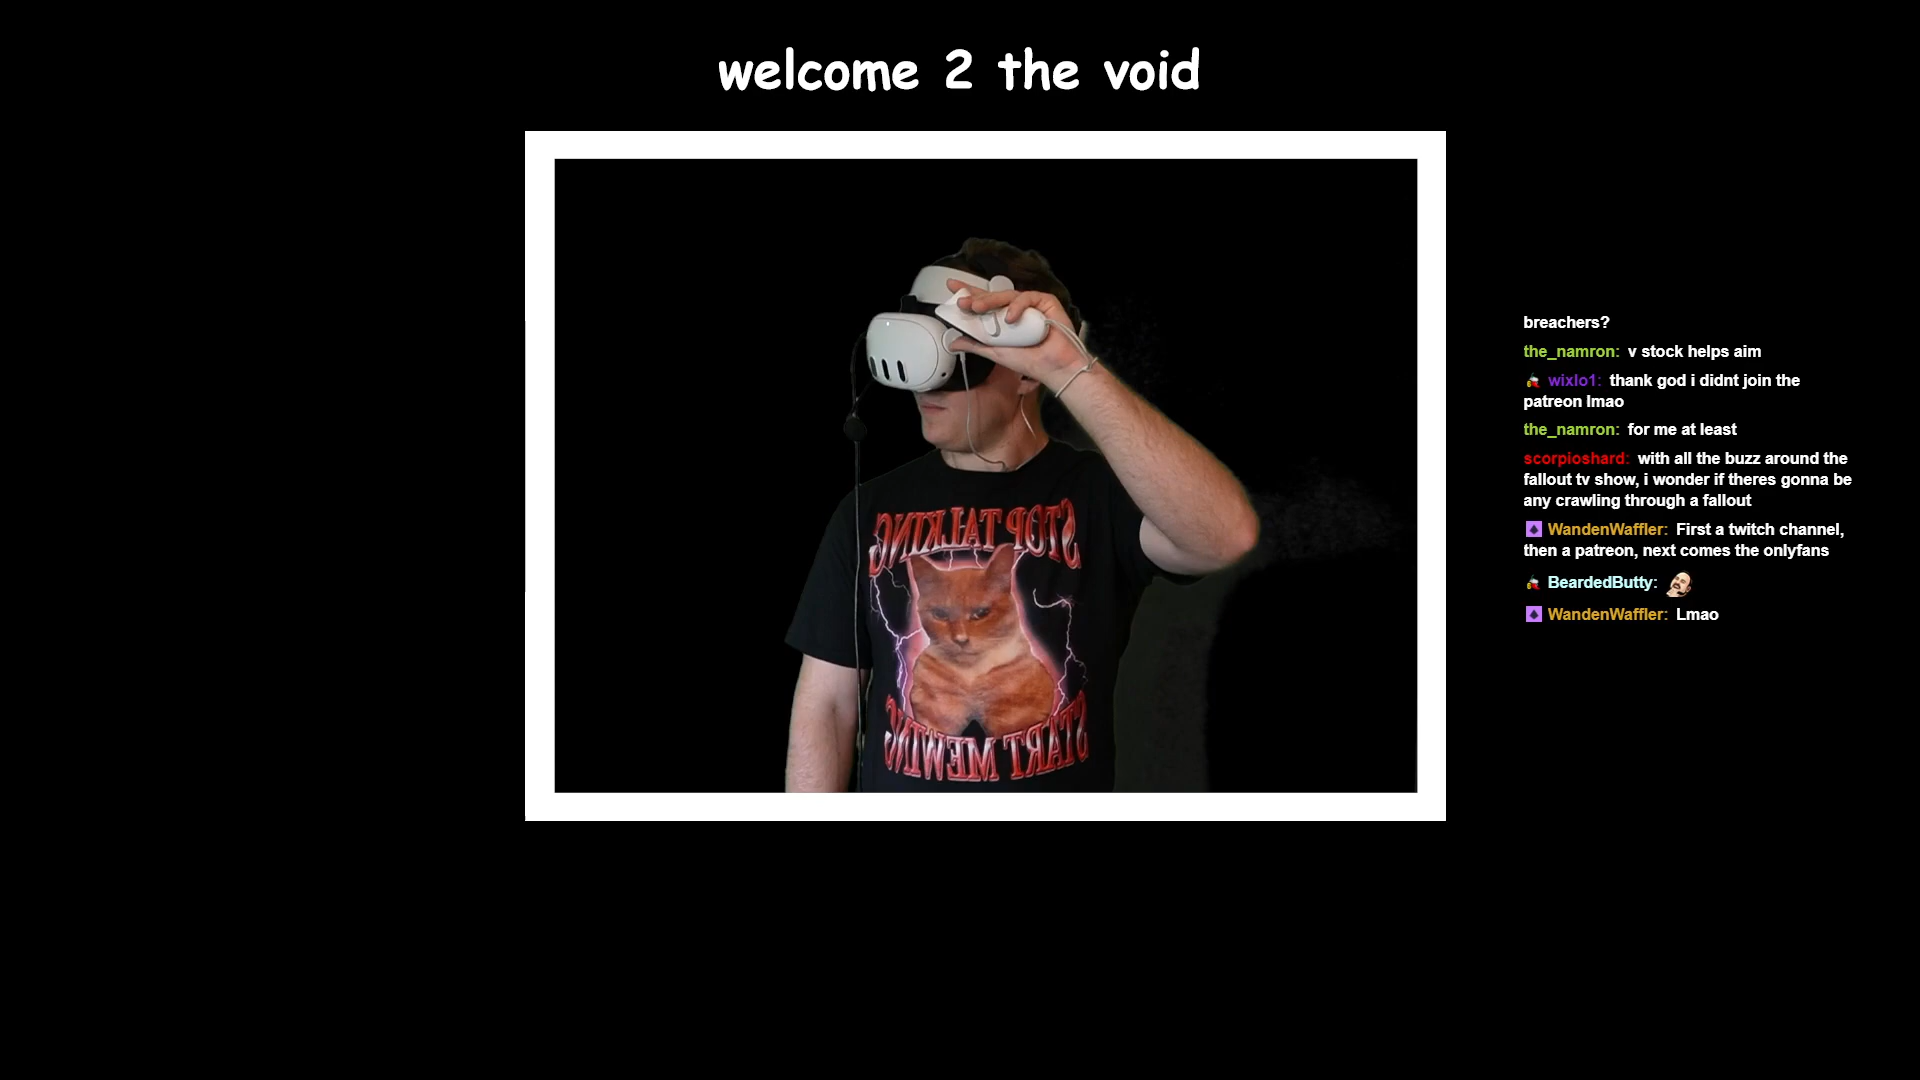 welcome 2 the void
STOP TALKING
START MEWING
breachers?
the_namron: v stock helps aim
wixlo1: thank god i didnt join the
patreon lmao
the_namron: for me at least
scorpioshard: with all the buzz around the
fallout tv show, i wonder if theres gonna be
any crawling through a fallout
WandenWaffler: First a twitch channel,
then a patreon, next comes the onlyfans
BeardedButty:
WandenWaffler: Lmao